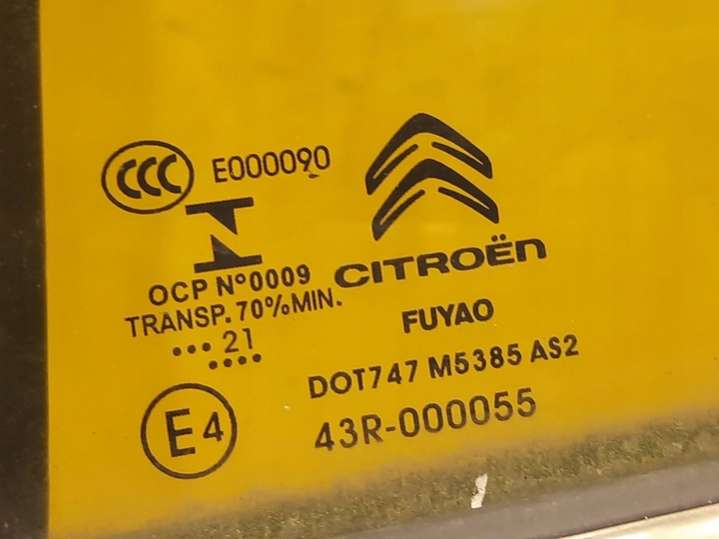 CCC E000090
OCP N°0009
TRANSP. 70%MIN.
... 21
....
CITROËN
FUYAO
DOT747 M5385 AS2
E4
43R-000055